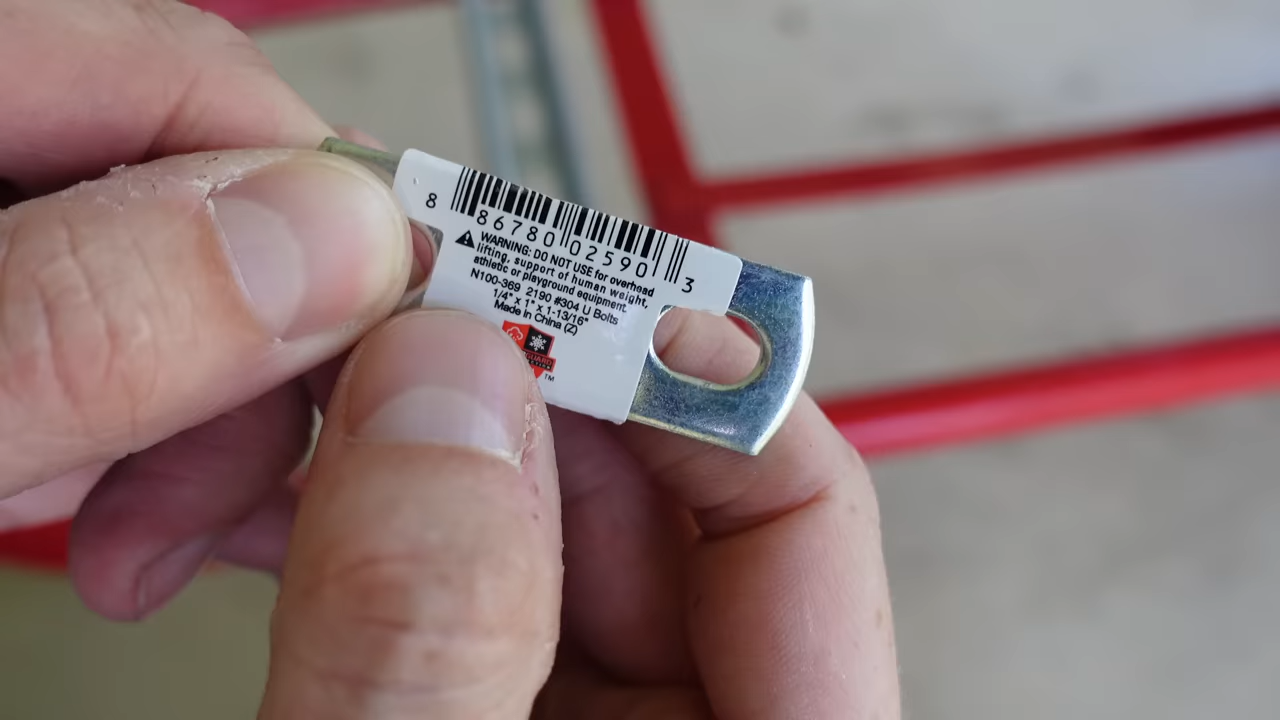 8 86780 02590 3
WARNING: DO NOT USE for overhead
lifting, support of human weight,
athletic or playground equipment.
N100-369 2190 #304 U Bolts
1/4" x 1" x 1-13/16"
Made in China (Z)
TM